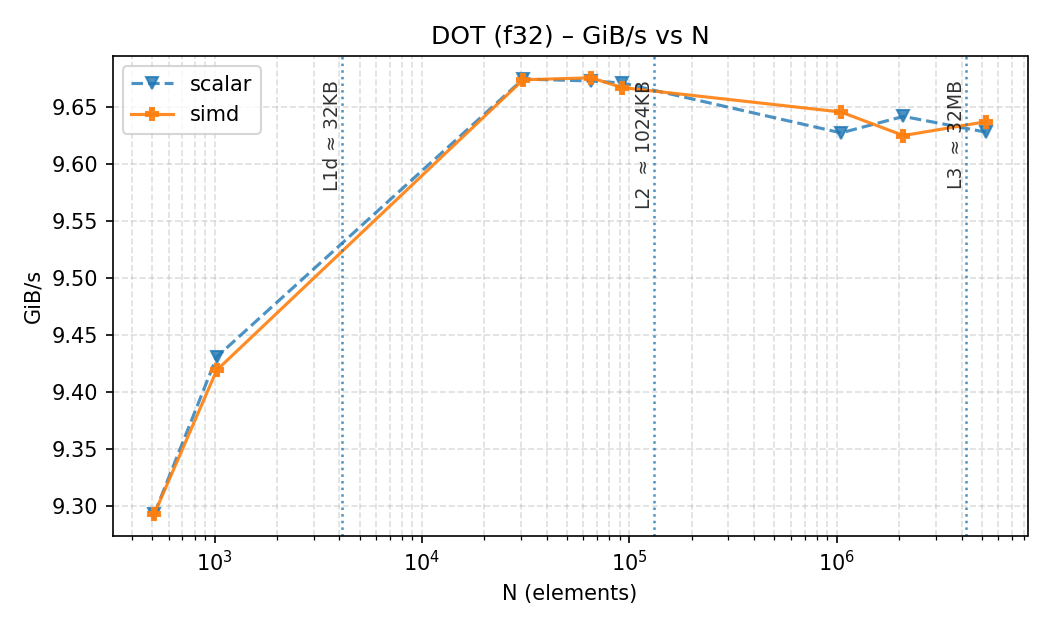 DOT (f32) – GiB/s vs N
scalar
simd
L1d ≈ 32KB
L2 ≈ 1024KB
L3 ≈ 32MB
GiB/s
9.65
9.60
9.55
9.50
9.45
9.40
9.35
9.30
10³
10⁴
10⁵
10⁶
N (elements)